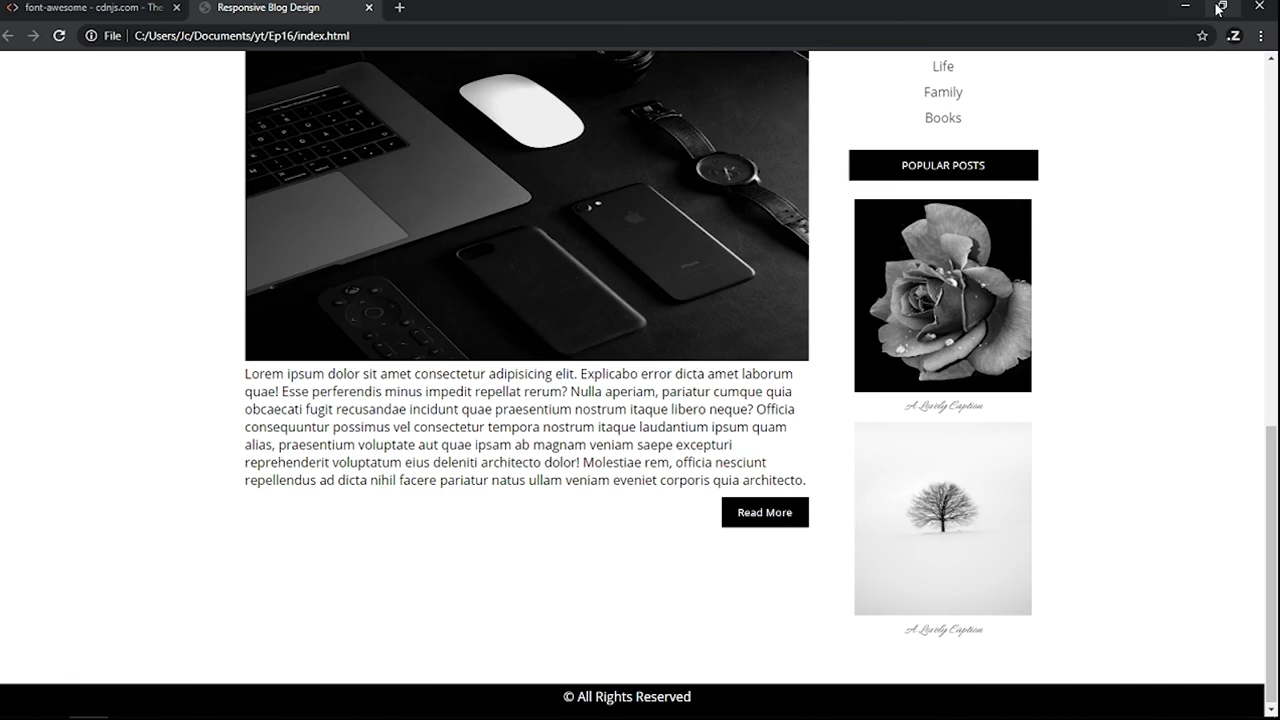 font-awesome - cdnjs.com - The
Responsive Blog Design
File
C:/Users/Jc/Documents/yt/Ep16/index.html
.Z
Life
Family
Books
POPULAR POSTS
A Lovely Caption
A Lovely Caption
Lorem ipsum dolor sit amet consectetur adipisicing elit. Explicabo error dicta amet laborum
quae! Esse perferendis minus impedit repellat rerum? Nulla aperiam, pariatur cumque quia
obcaecati fugit recusandae incidunt quae praesentium nostrum itaque libero neque? Officia
consequuntur possimus vel consectetur tempora nostrum itaque laudantium ipsum quam
alias, praesentium voluptate aut quae ipsam ab magnam veniam saepe excepturi
reprehenderit voluptatum eius deleniti architecto dolor! Molestiae rem, officia nesciunt
repellendus ad dicta nihil facere pariatur natus ullam veniam eveniet corporis quia architecto.
Read More
© All Rights Reserved